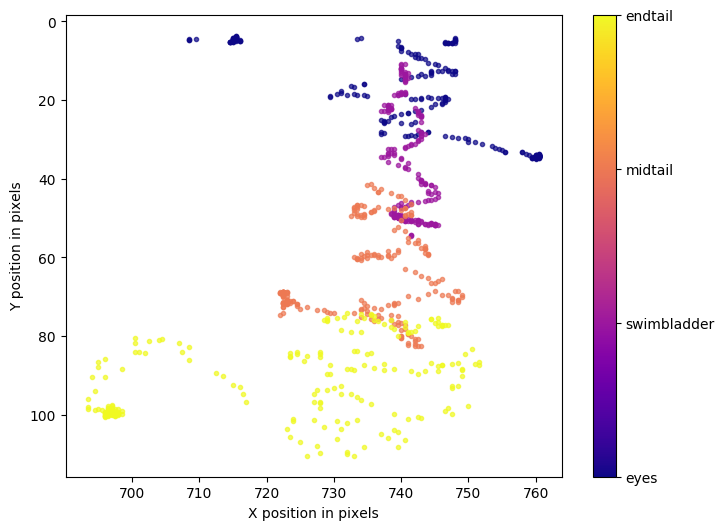 0
20
40
60
80
100
Y position in pixels
700
710
720
730
740
750
760
X position in pixels
endtail
midtail
swimbladder
eyes